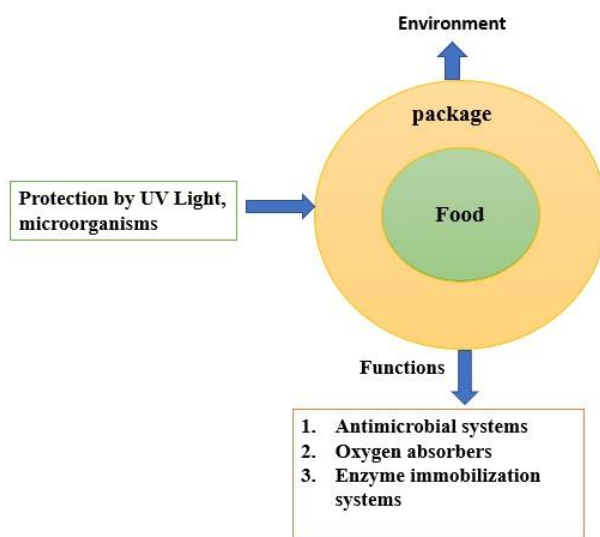 Environment
package
Food
Protection by UV Light,
microorganisms
Functions
1. Antimicrobial systems
2. Oxygen absorbers
3. Enzyme immobilization
systems